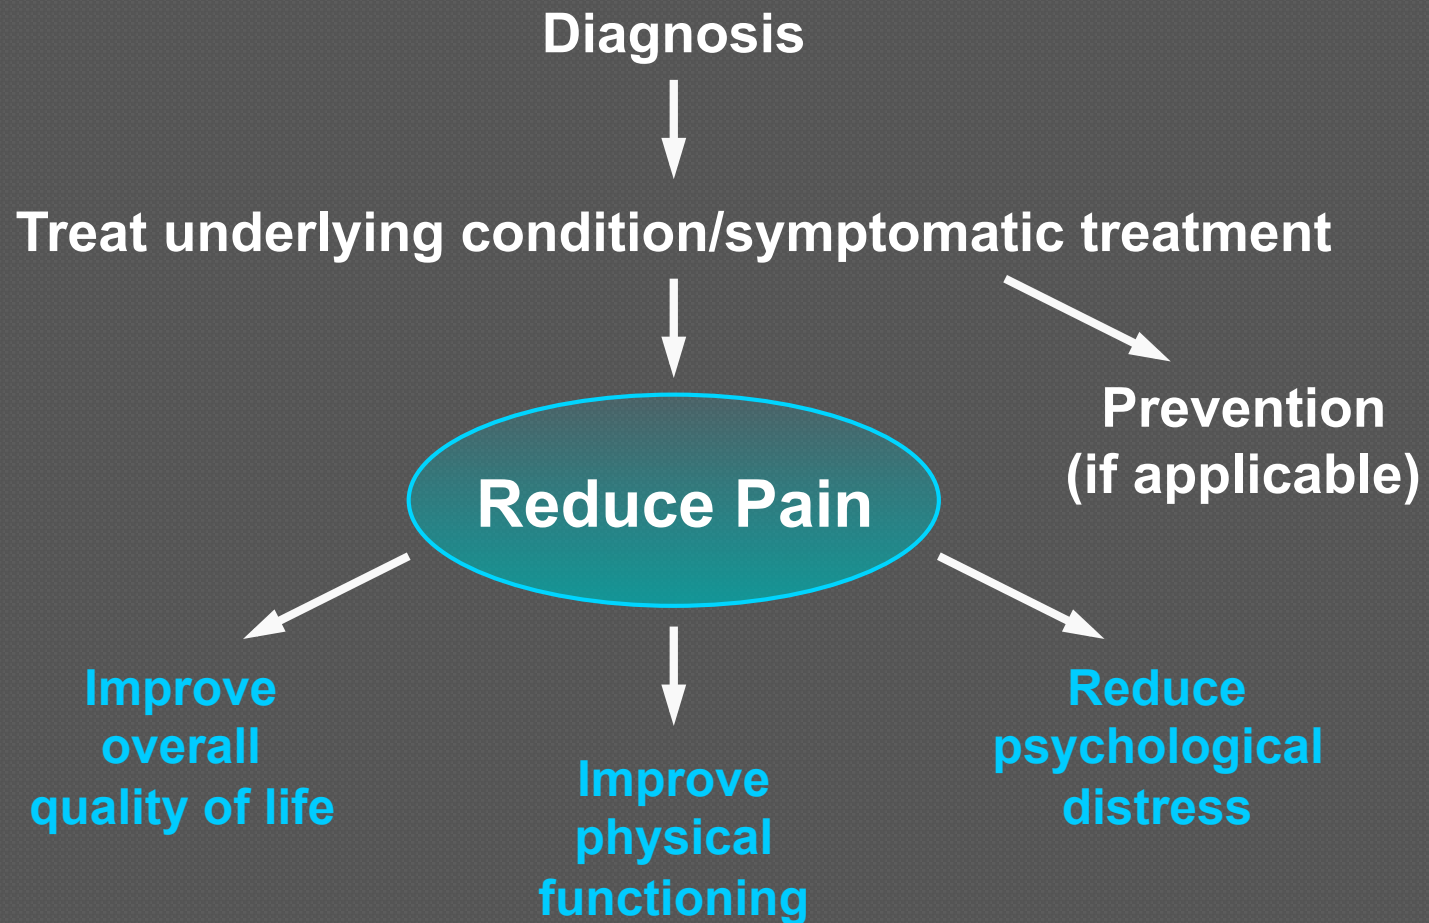 Diagnosis
Treat underlying condition/symptomatic treatment
Prevention
(if applicable)
Reduce Pain
Improve
overall
quality of life
Improve
physical
functioning
Reduce
psychological
distress